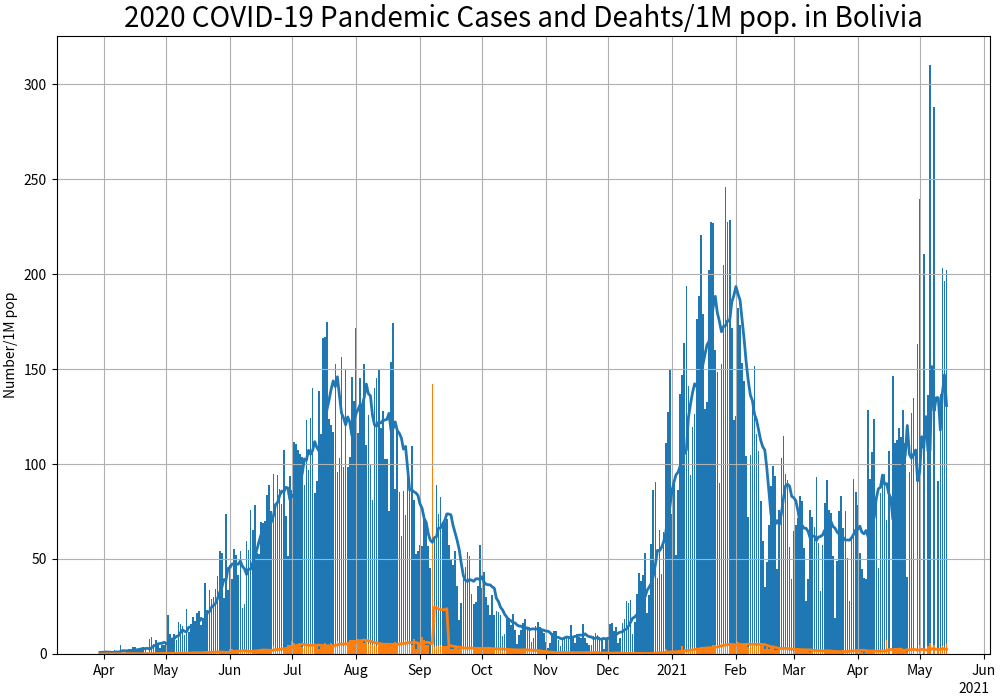 2020 COVID-19 Pandemic Cases and Deahts/1M pop. in Bolivia
Number/1M pop
300
250
200
150
100
50
0
Apr May Jun Jul Aug Sep Oct Nov Dec 2021 Feb Mar Apr May Jun
2021